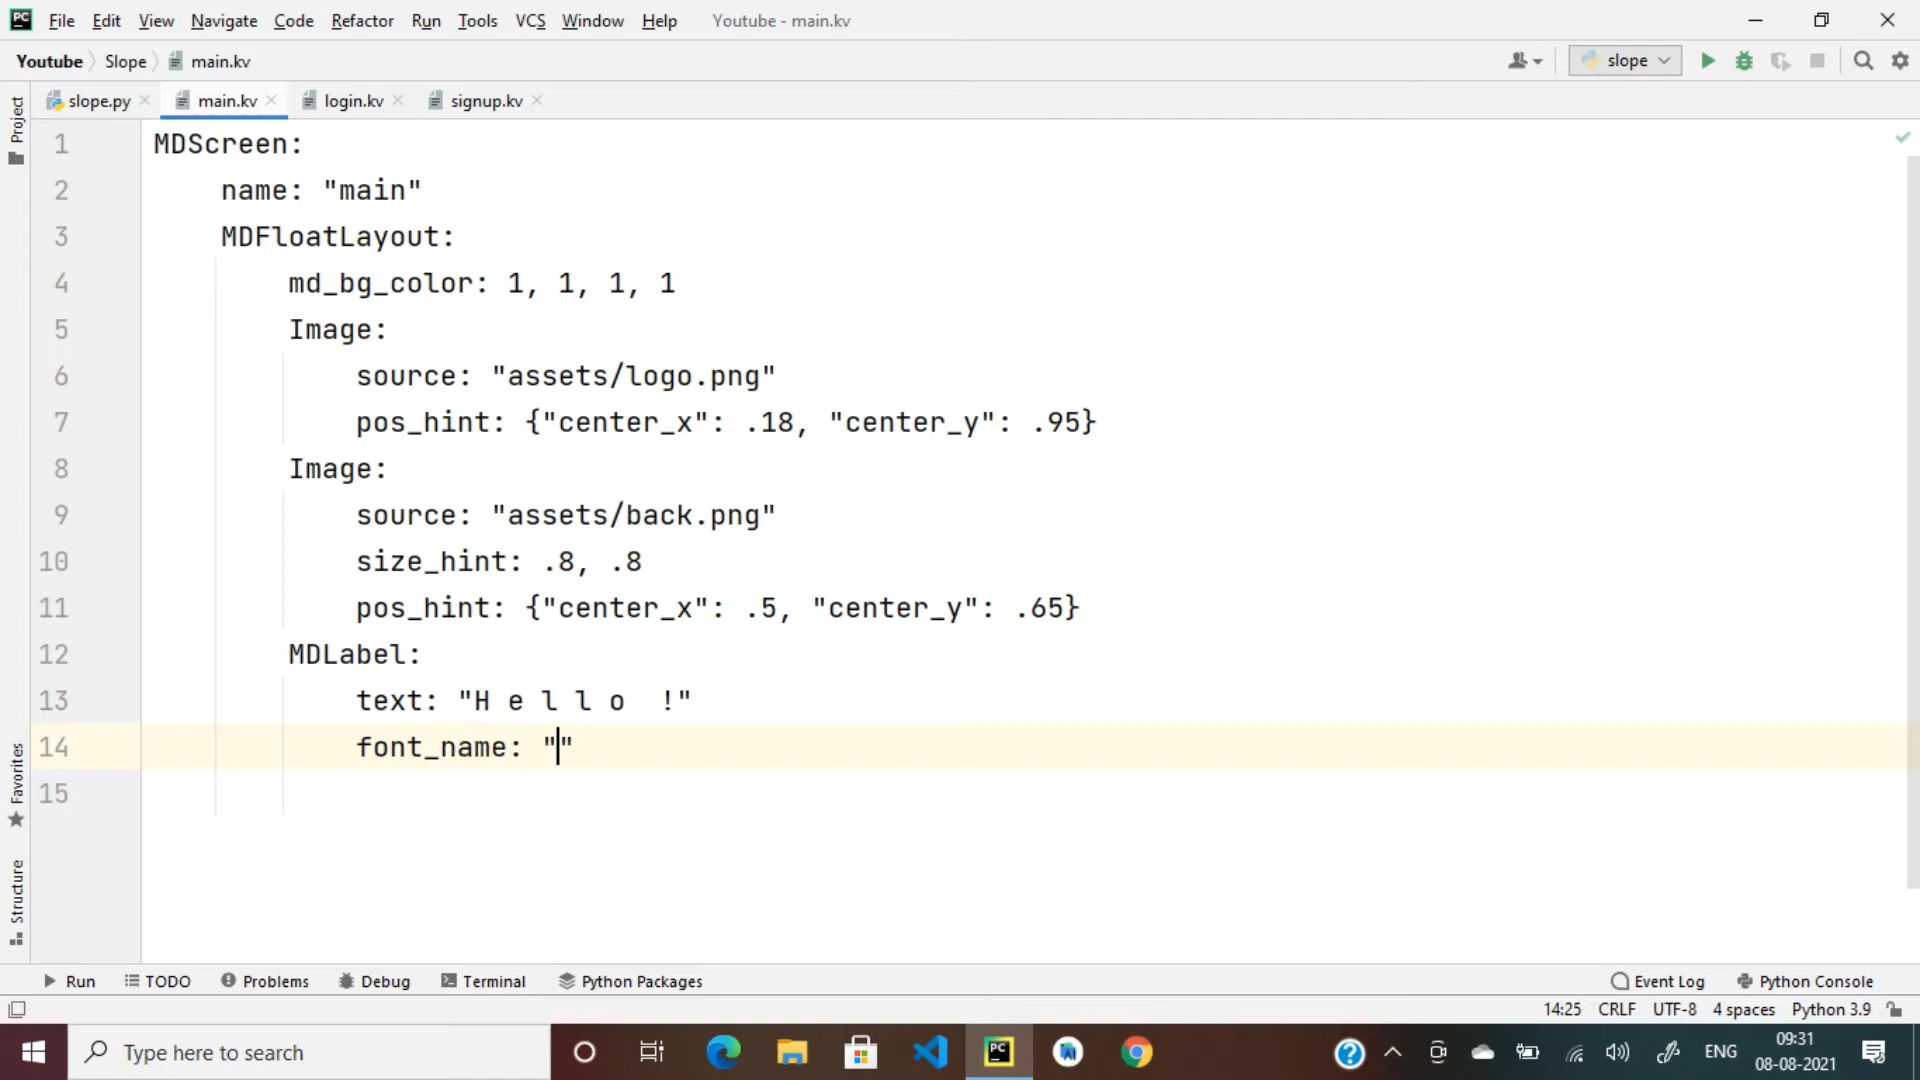 PC File Edit View Navigate Code Refactor Run Tools VCS Window Help Youtube - main.kv
Youtube Slope main.kv slope
slope.py main.kv login.kv signup.kv
Project
1 MDScreen:
2 name: "main"
3 MDFloatLayout:
4 md_bg_color: 1, 1, 1, 1
5 Image:
6 source: "assets/logo.png"
7 pos_hint: {"center_x": .18, "center_y": .95}
8 Image:
9 source: "assets/back.png"
10 size_hint: .8, .8
11 pos_hint: {"center_x": .5, "center_y": .65}
12 MDLabel:
13 text: "H e l l o  !"
14 font_name: ""
15
Favorites
Structure
Run TODO Problems Debug Terminal Python Packages Event Log Python Console
14:25 CRLF UTF-8 4 spaces Python 3.9
Type here to search PC ENG 09:31
08-08-2021